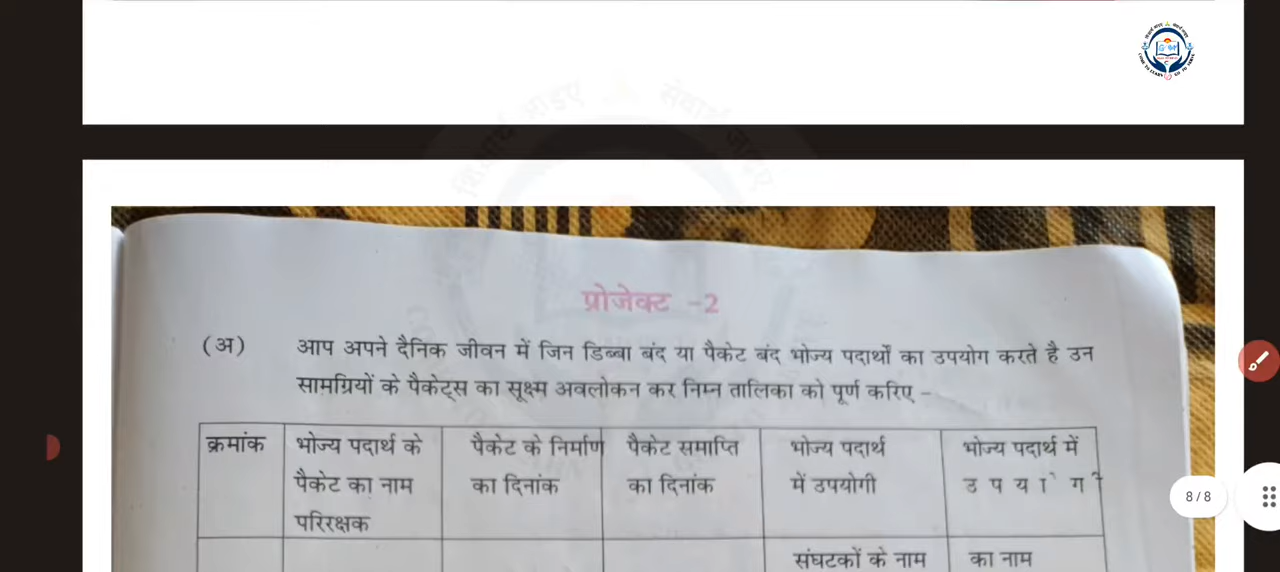 प्रोजेक्ट -2
(अ) आप अपने दैनिक जीवन में जिन डिब्बा बंद या पैकेट बंद भोज्य पदार्थों का उपयोग करते है उन
सामग्रियों के पैकेट्स का सूक्ष्म अवलोकन कर निम्न तालिका को पूर्ण करिए -
क्रमांक भोज्य पदार्थ के पैकेट के निर्माण पैकेट समाप्ति भोज्य पदार्थ भोज्य पदार्थ में
पैकेट का नाम का दिनांक का दिनांक में उपयोगी उ प य ो ग ी
परिरक्षक
संघटकों के नाम का नाम
8/8